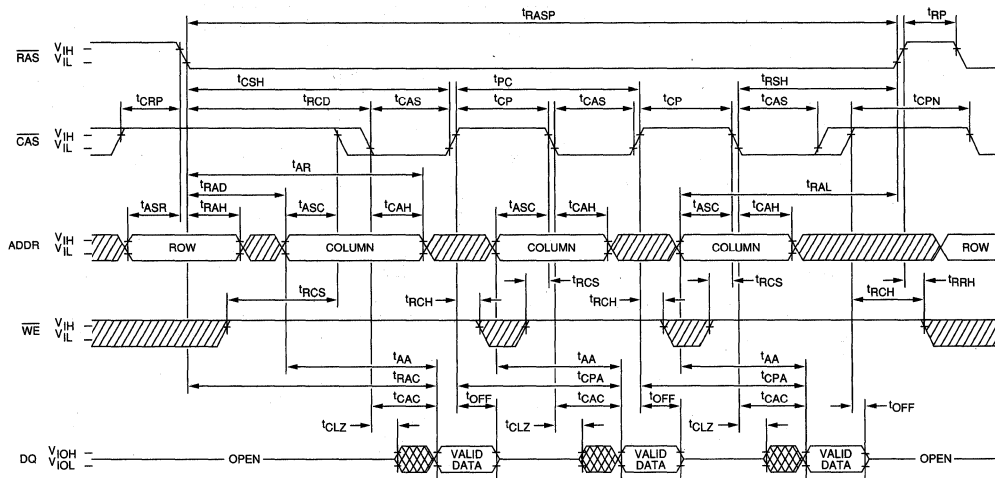 tRASP tRP
RAS VIH
VIL
tCSH tPC tRSH
tCRP tRCD tCAS tCP tCAS tCP tCAS tCPN
CAS VIH
VIL
tAR
tRAD tRAL
tASR tRAH tASC tCAH tASC tCAH tASC tCAH
ADDR VIH
VIL
ROW COLUMN COLUMN COLUMN ROW
tRCS tRCH tRCS tRCH tRCS tRCH tRRH
WE VIH
VIL
tAA tAA tAA
tRAC tCPA tCPA
tCAC tOFF tCAC tOFF tCAC tOFF
tCLZ tCLZ tCLZ
DQ VIOH
VIOL
OPEN VALID DATA VALID DATA VALID DATA OPEN